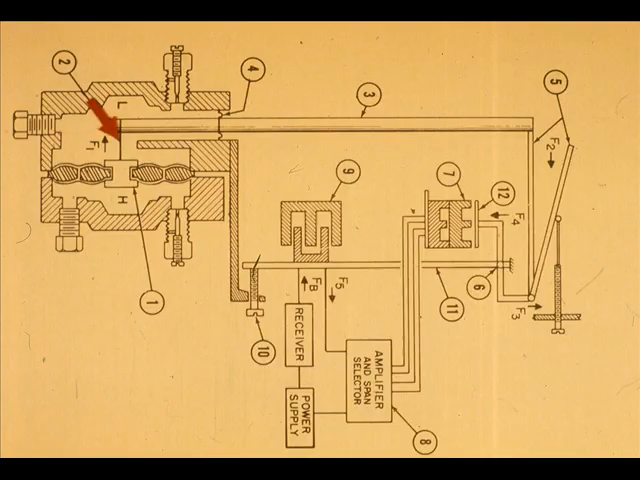 2
4
3
5
L
F1
F2
9
7
12
F4
H
1
FB
F5
11
6
F3
10
RECEIVER
AMPLIFIER
AND SPAN
SELECTOR
POWER
SUPPLY
8